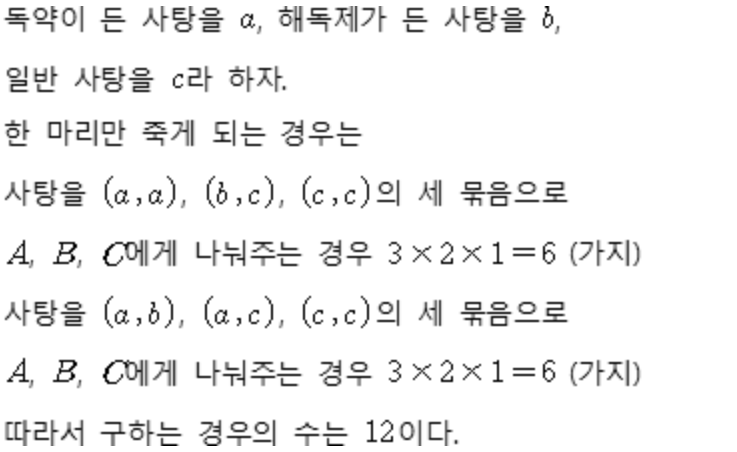 독약이 든 사탕을 a, 해독제가 든 사탕을 b,
일반 사탕을 c라 하자.
한 마리만 죽게 되는 경우는
사탕을 (a,a), (b,c), (c,c)의 세 묶음으로
A, B, C에게 나눠주는 경우 3×2×1=6 (가지)
사탕을 (a,b), (a,c), (c,c)의 세 묶음으로
A, B, C에게 나눠주는 경우 3×2×1=6 (가지)
따라서 구하는 경우의 수는 12이다.